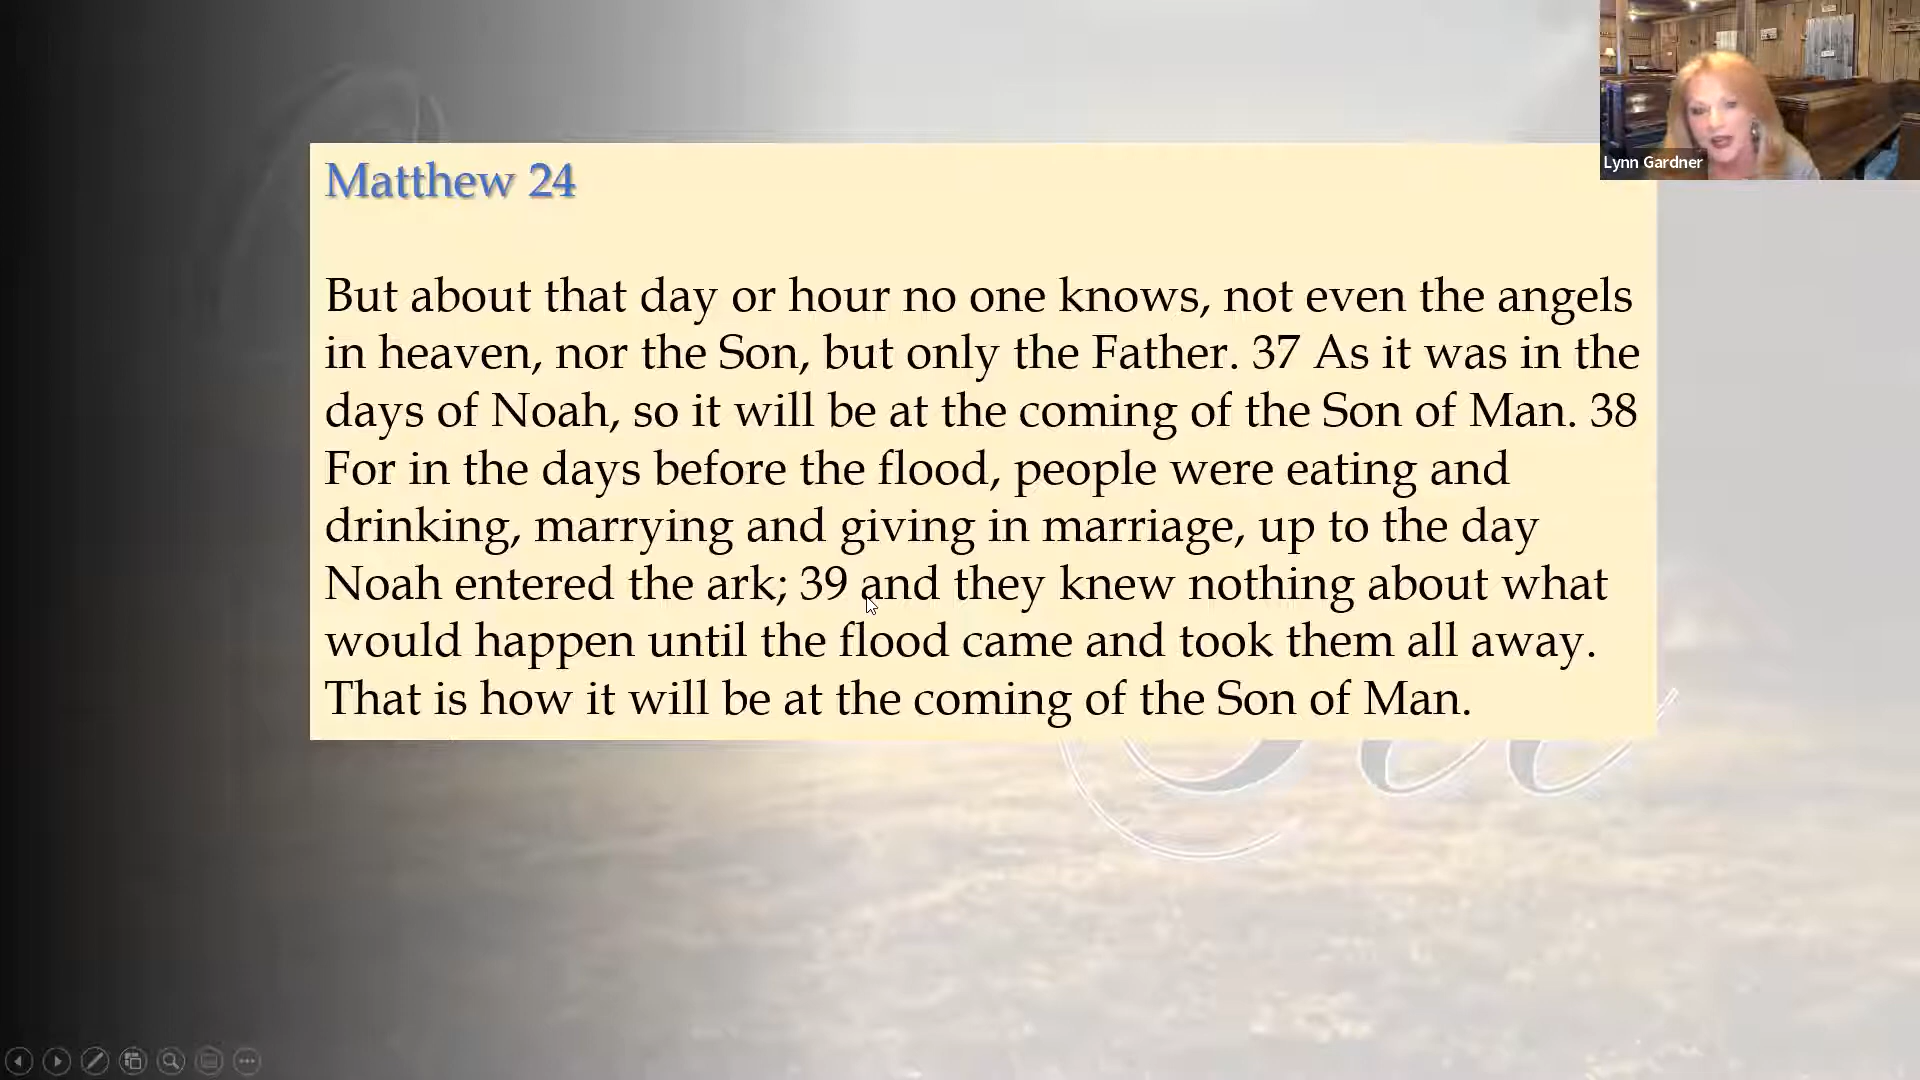 Matthew 24
But about that day or hour no one knows, not even the angels
in heaven, nor the Son, but only the Father. 37 As it was in the
days of Noah, so it will be at the coming of the Son of Man. 38
For in the days before the flood, people were eating and
drinking, marrying and giving in marriage, up to the day
Noah entered the ark; 39 and they knew nothing about what
would happen until the flood came and took them all away.
That is how it will be at the coming of the Son of Man.
Lynn Gardner